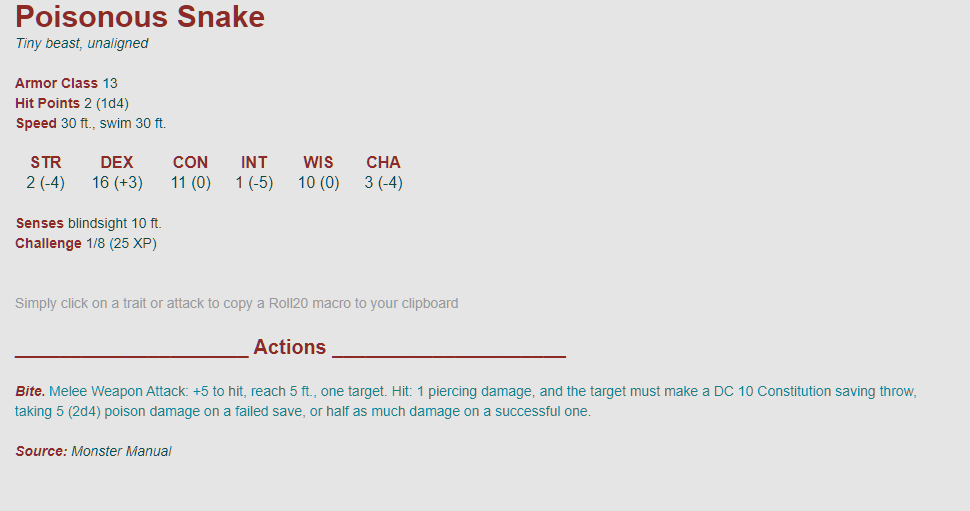 Poisonous Snake
Tiny beast, unaligned
Armor Class 13
Hit Points 2 (1d4)
Speed 30 ft., swim 30 ft.
STR DEX CON INT WIS CHA
2 (-4) 16 (+3) 11 (0) 1 (-5) 10 (0) 3 (-4)
Senses blindsight 10 ft.
Challenge 1/8 (25 XP)
Simply click on a trait or attack to copy a Roll20 macro to your clipboard
_____________________ Actions _____________________
Bite. Melee Weapon Attack: +5 to hit, reach 5 ft., one target. Hit: 1 piercing damage, and the target must make a DC 10 Constitution saving throw,
taking 5 (2d4) poison damage on a failed save, or half as much damage on a successful one.
Source: Monster Manual